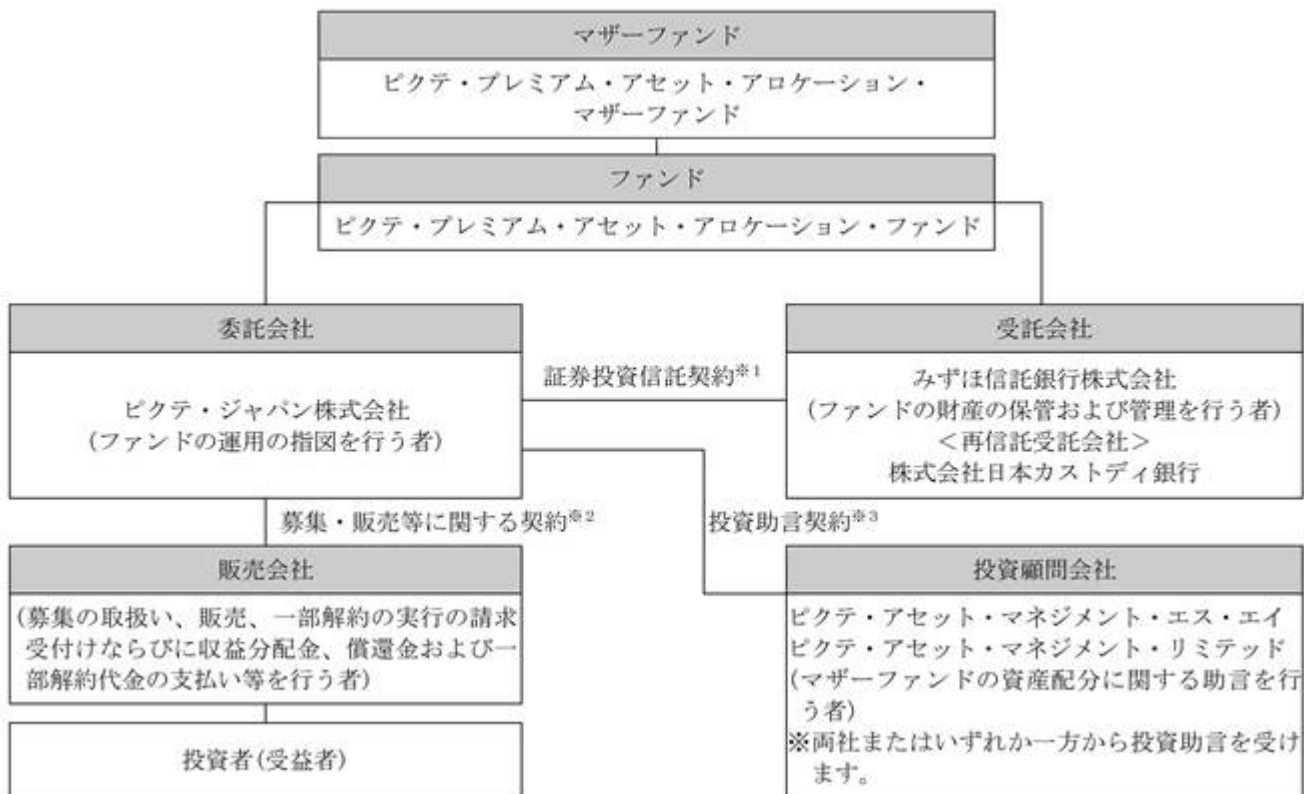 マザーファンド
ピクテ・プレミアム・アセット・アロケーション・
マザーファンド
ファンド
ピクテ・プレミアム・アセット・アロケーション・ファンド
委託会社
ピクテ・ジャパン株式会社
(ファンドの運用の指図を行う者)
証券投資信託契約※1
受託会社
みずほ信託銀行株式会社
(ファンドの財産の保管および管理を行う者)
＜再信託受託会社＞
株式会社日本カストディ銀行
募集・販売等に関する契約※2
投資助言契約※3
販売会社
(募集の取扱い、販売、一部解約の実行の請求
受付けならびに収益分配金、償還金および一
部解約代金の支払い等を行う者)
投資者(受益者)
投資顧問会社
ピクテ・アセット・マネジメント・エス・エイ
ピクテ・アセット・マネジメント・リミテッド
(マザーファンドの資産配分に関する助言を行
う者)
※両社またはいずれか一方から投資助言を受け
ます。